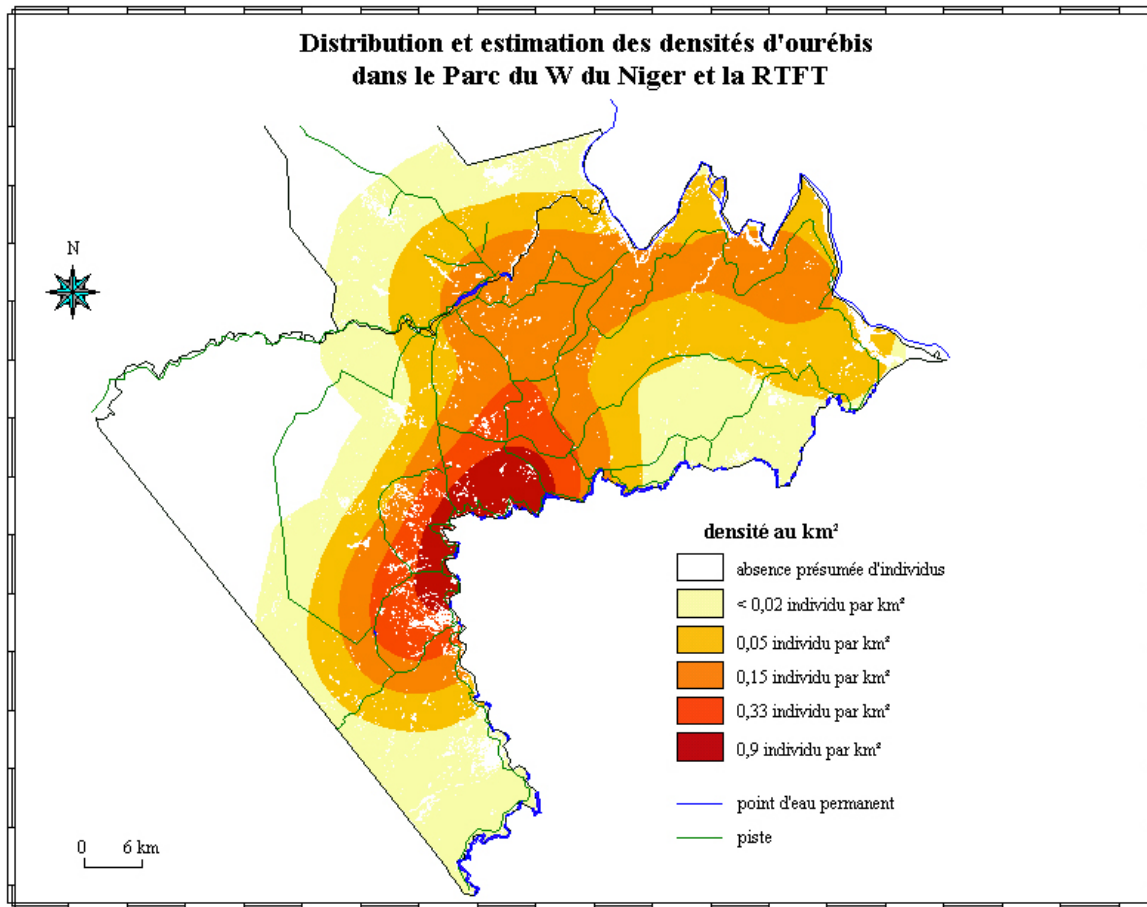 Distribution et estimation des densités d'ourébis
dans le Parc du W du Niger et la RTFT
N
densité au km²
absence présumée d'individus
< 0,02 individu par km²
0,05 individu par km²
0,15 individu par km²
0,33 individu par km²
0,9 individu par km²
point d'eau permanent
piste
0 6 km